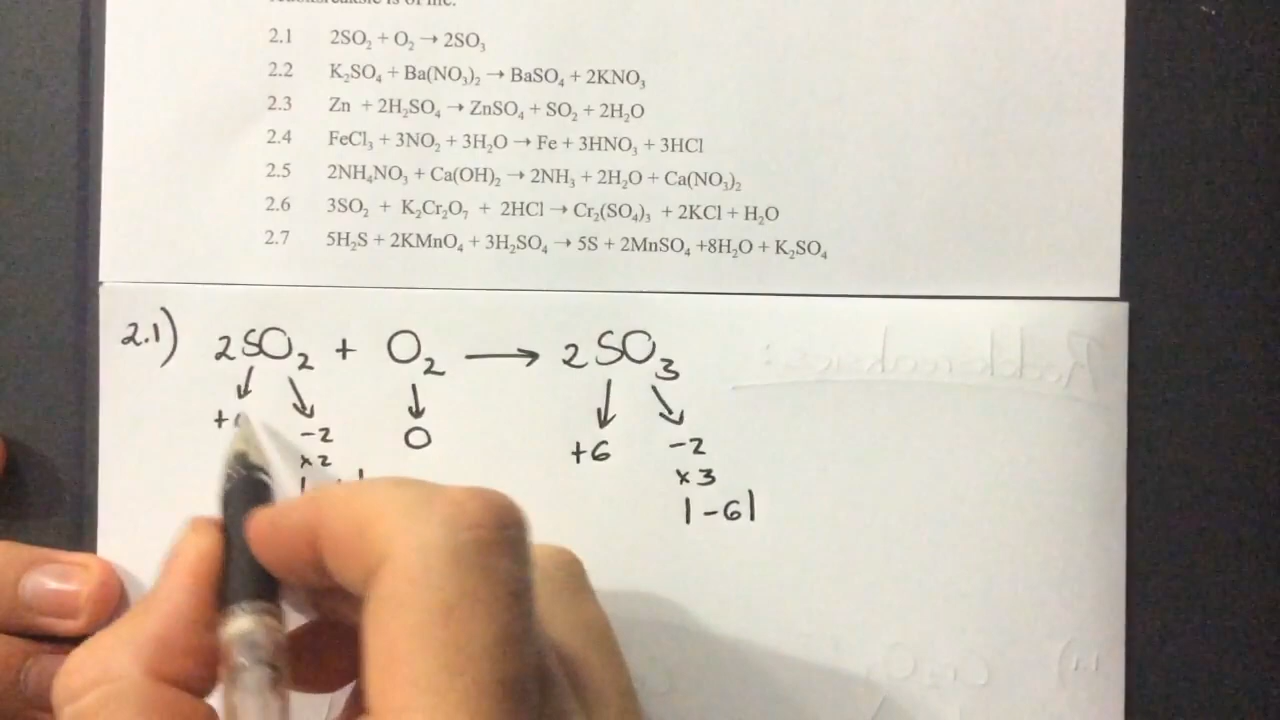 is of nie.
2.1 2SO₂ + O₂ → 2SO₃
2.2 K₂SO₄ + Ba(NO₃)₂ → BaSO₄ + 2KNO₃
2.3 Zn + 2H₂SO₄ → ZnSO₄ + SO₂ + 2H₂O
2.4 FeCl₃ + 3NO₂ + 3H₂O → Fe + 3HNO₃ + 3HCl
2.5 2NH₄NO₃ + Ca(OH)₂ → 2NH₃ + 2H₂O + Ca(NO₃)₂
2.6 3SO₂ + K₂Cr₂O₇ + 2HCl → Cr₂(SO₄)₃ + 2KCl + H₂O
2.7 5H₂S + 2KMnO₄ + 3H₂SO₄ → 5S + 2MnSO₄ +8H₂O + K₂SO₄
2.1) 2SO₂ + O₂ → 2SO₃
+ -2 0 +6 -2
x2 x3
|-6|